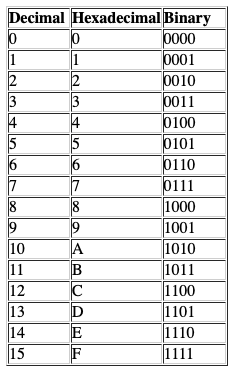 Decimal Hexadecimal Binary
0 0 0000
1 1 0001
2 2 0010
3 3 0011
4 4 0100
5 5 0101
6 6 0110
7 7 0111
8 8 1000
9 9 1001
10 A 1010
11 B 1011
12 C 1100
13 D 1101
14 E 1110
15 F 1111